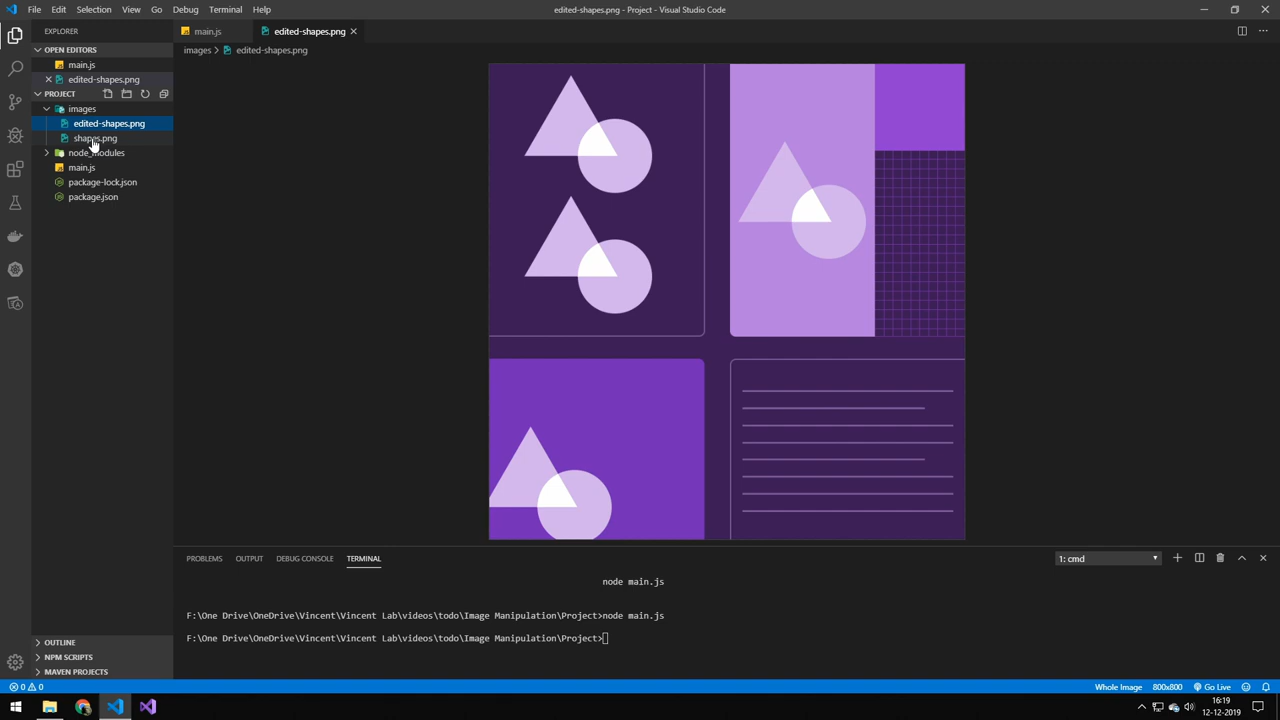 File Edit Selection View Go Debug Terminal Help
edited-shapes.png - Project - Visual Studio Code
EXPLORER
main.js
edited-shapes.png
OPEN EDITORS
main.js
edited-shapes.png
PROJECT
images
edited-shapes.png
shapes.png
node_modules
main.js
package-lock.json
package.json
OUTLINE
NPM SCRIPTS
MAVEN PROJECTS
images > edited-shapes.png
PROBLEMS OUTPUT DEBUG CONSOLE TERMINAL
1: cmd
node main.js
F:\One Drive\OneDrive\Vincent\Vincent Lab\videos\todo\Image Manipulation\Project>node main.js
F:\One Drive\OneDrive\Vincent\Vincent Lab\videos\todo\Image Manipulation\Project>
0 0
Whole Image 800x800 Go Live
16:19
12-12-2019